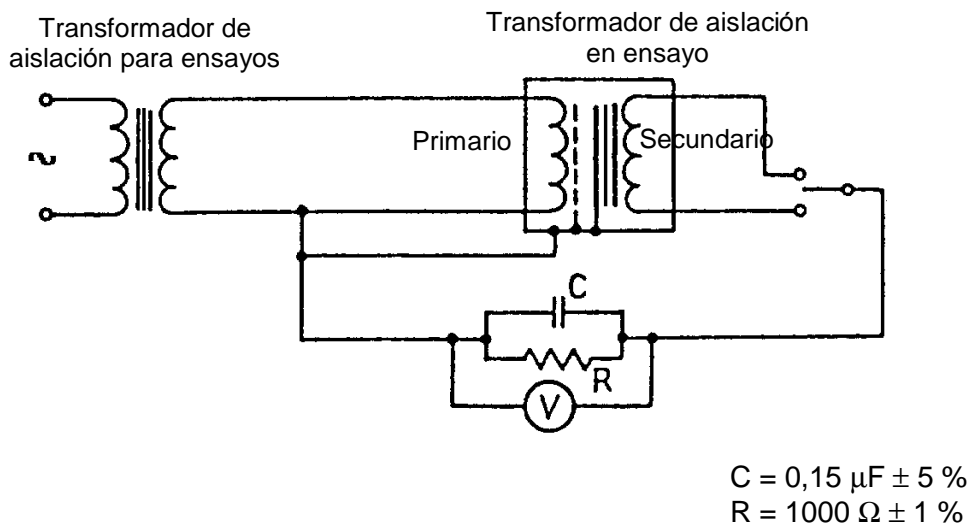 Transformador de
aislación para ensayos
Transformador de aislación
en ensayo
Primario
Secundario
C
R
V
C = 0,15 μF ± 5 %
R = 1000 Ω ± 1 %